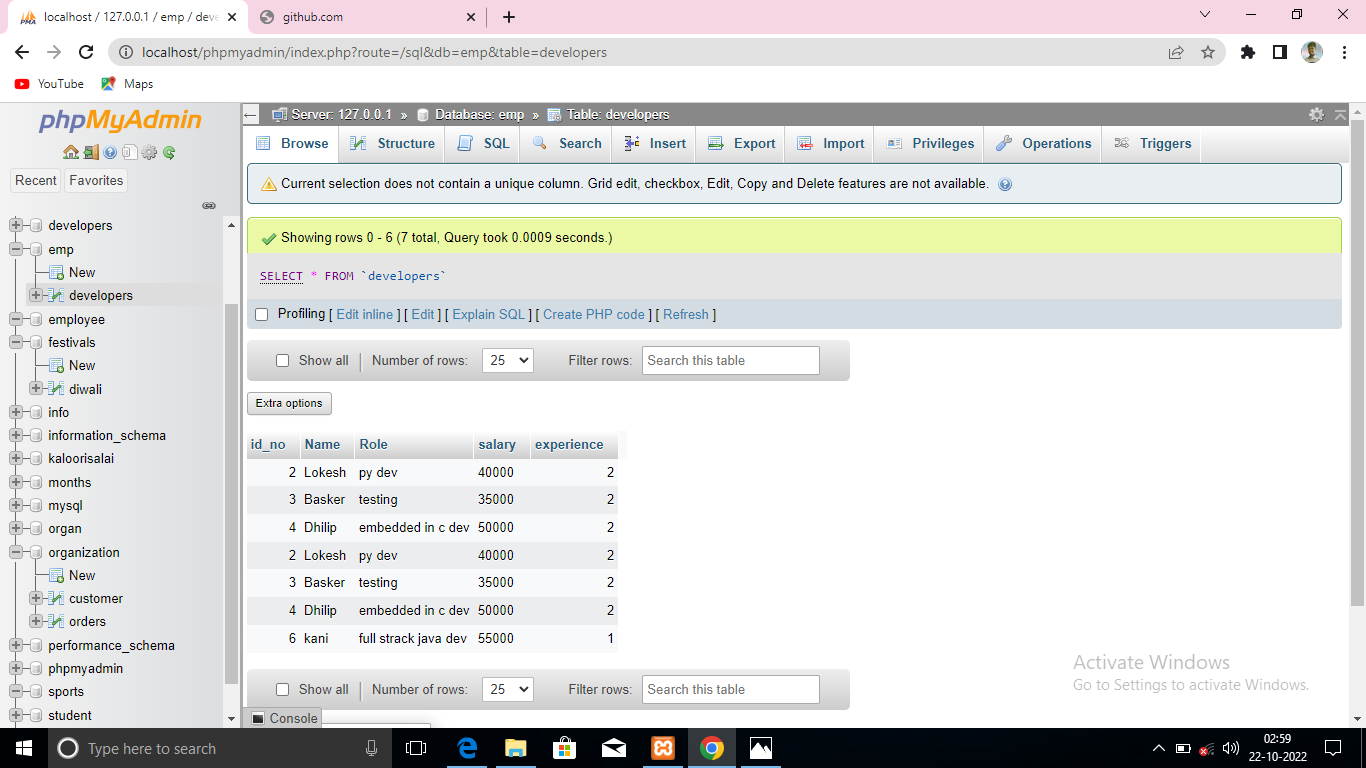 localhost / 127.0.0.1 / emp / deve
github.com
localhost/phpmyadmin/index.php?route=/sql&db=emp&table=developers
YouTube
Maps
phpMyAdmin
Recent
Favorites
developers
emp
New
developers
employee
festivals
New
diwali
info
information_schema
kaloorisalai
months
mysql
organ
organization
New
customer
orders
performance_schema
phpmyadmin
sports
student
Server: 127.0.0.1 » Database: emp » Table: developers
Browse Structure SQL Search Insert Export Import Privileges Operations Triggers
Current selection does not contain a unique column. Grid edit, checkbox, Edit, Copy and Delete features are not available.
Showing rows 0 - 6 (7 total, Query took 0.0009 seconds.)
SELECT * FROM `developers`
Profiling [ Edit inline ] [ Edit ] [ Explain SQL ] [ Create PHP code ] [ Refresh ]
Show all | Number of rows: 25 Filter rows: Search this table
Extra options
id_no Name Role salary experience
2 Lokesh py dev 40000 2
3 Basker testing 35000 2
4 Dhilip embedded in c dev 50000 2
2 Lokesh py dev 40000 2
3 Basker testing 35000 2
4 Dhilip embedded in c dev 50000 2
6 kani full strack java dev 55000 1
Show all | Number of rows: 25 Filter rows: Search this table
Console
Activate Windows
Go to Settings to activate Windows.
Type here to search
02:59
22-10-2022